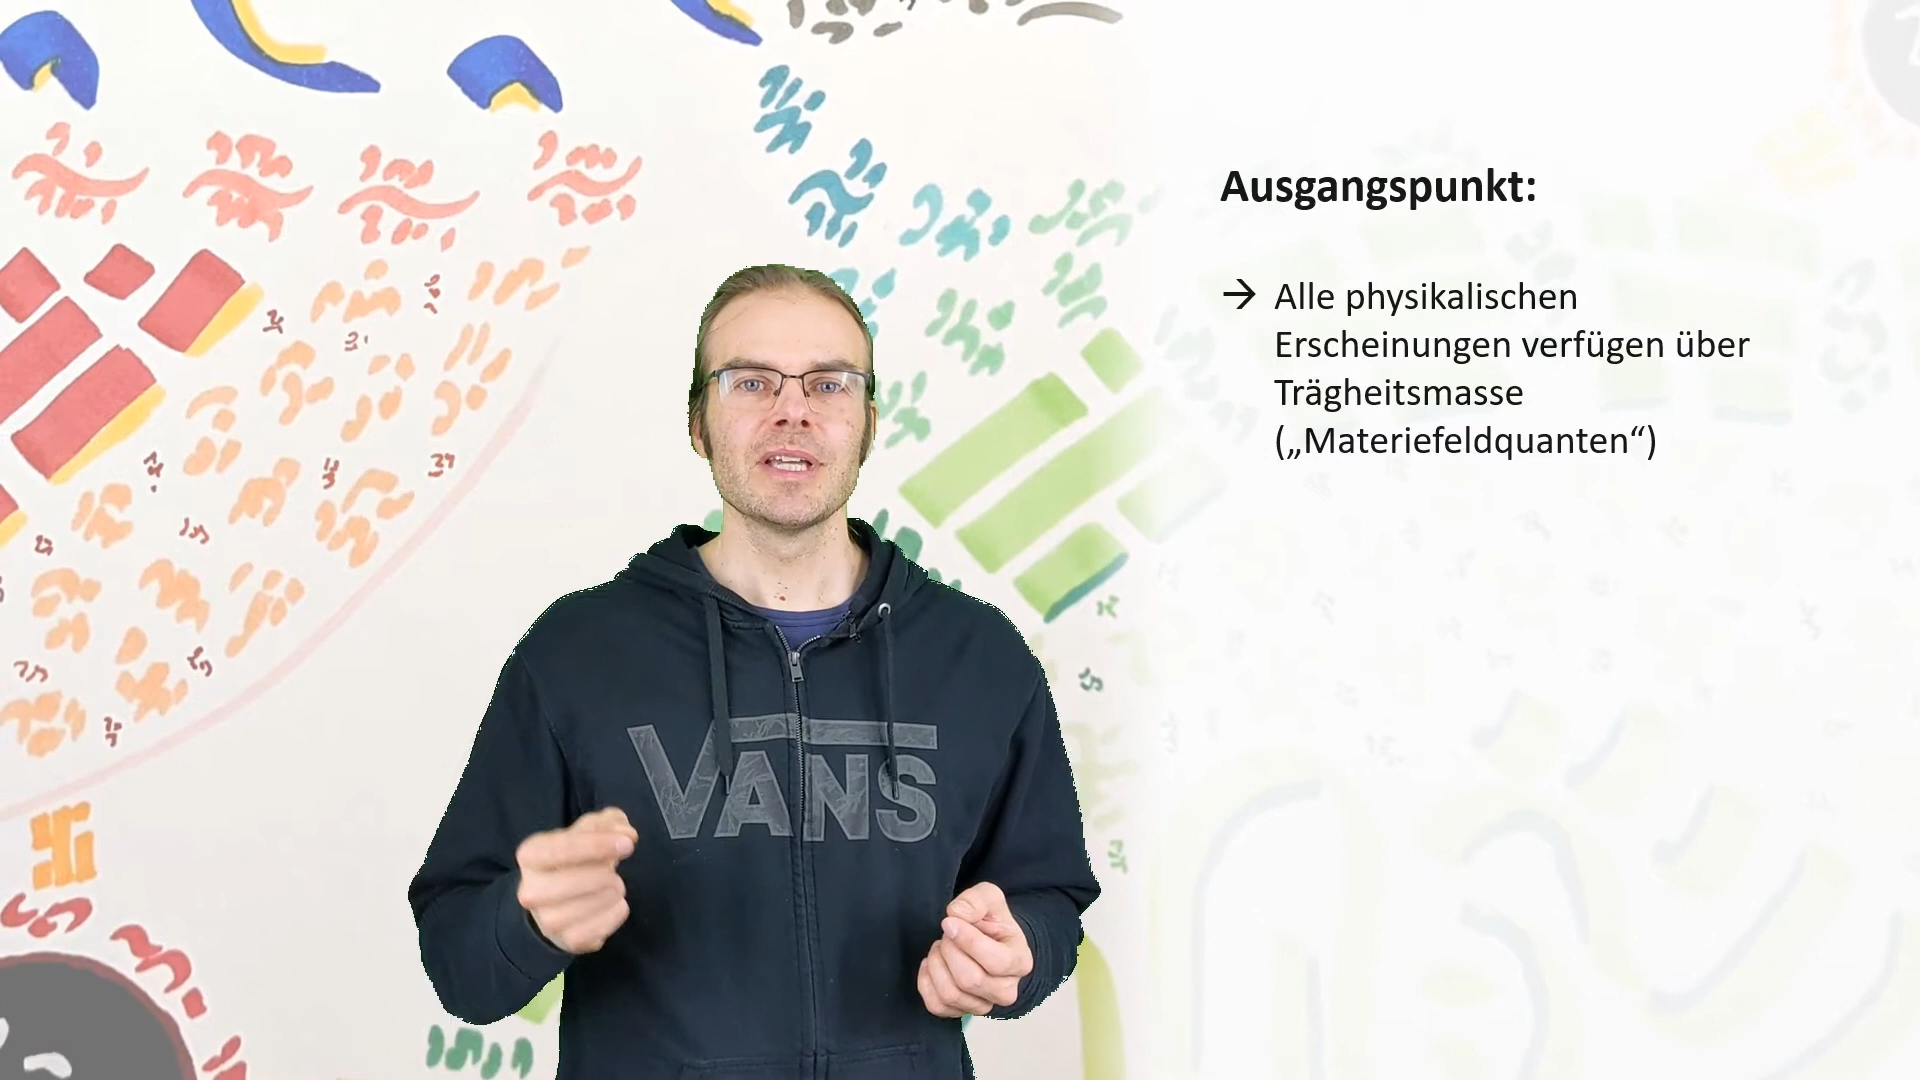 Ausgangspunkt:
→ Alle physikalischen
Erscheinungen verfügen über
Trägheitsmasse
(„Materiefeldquanten“)
VANS